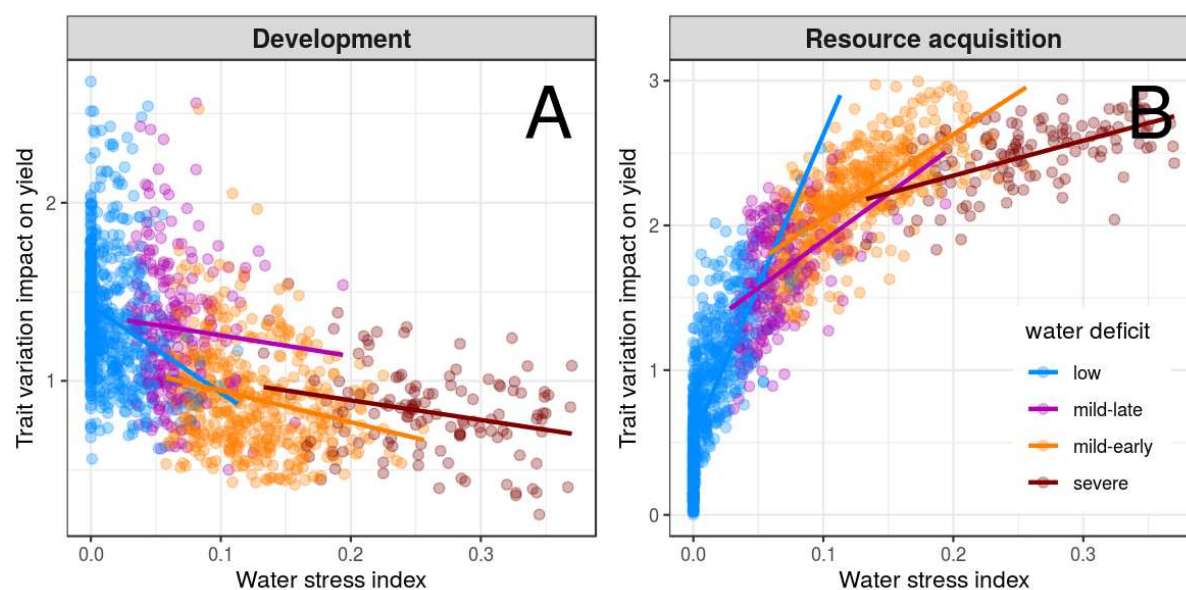 Development
A
Trait variation impact on yield
2
1
0.0 0.1 0.2 0.3
Water stress index
Resource acquisition
B
Trait variation impact on yield
3
2
1
0
water deficit
low
mild-late
mild-early
severe
0.0 0.1 0.2 0.3
Water stress index